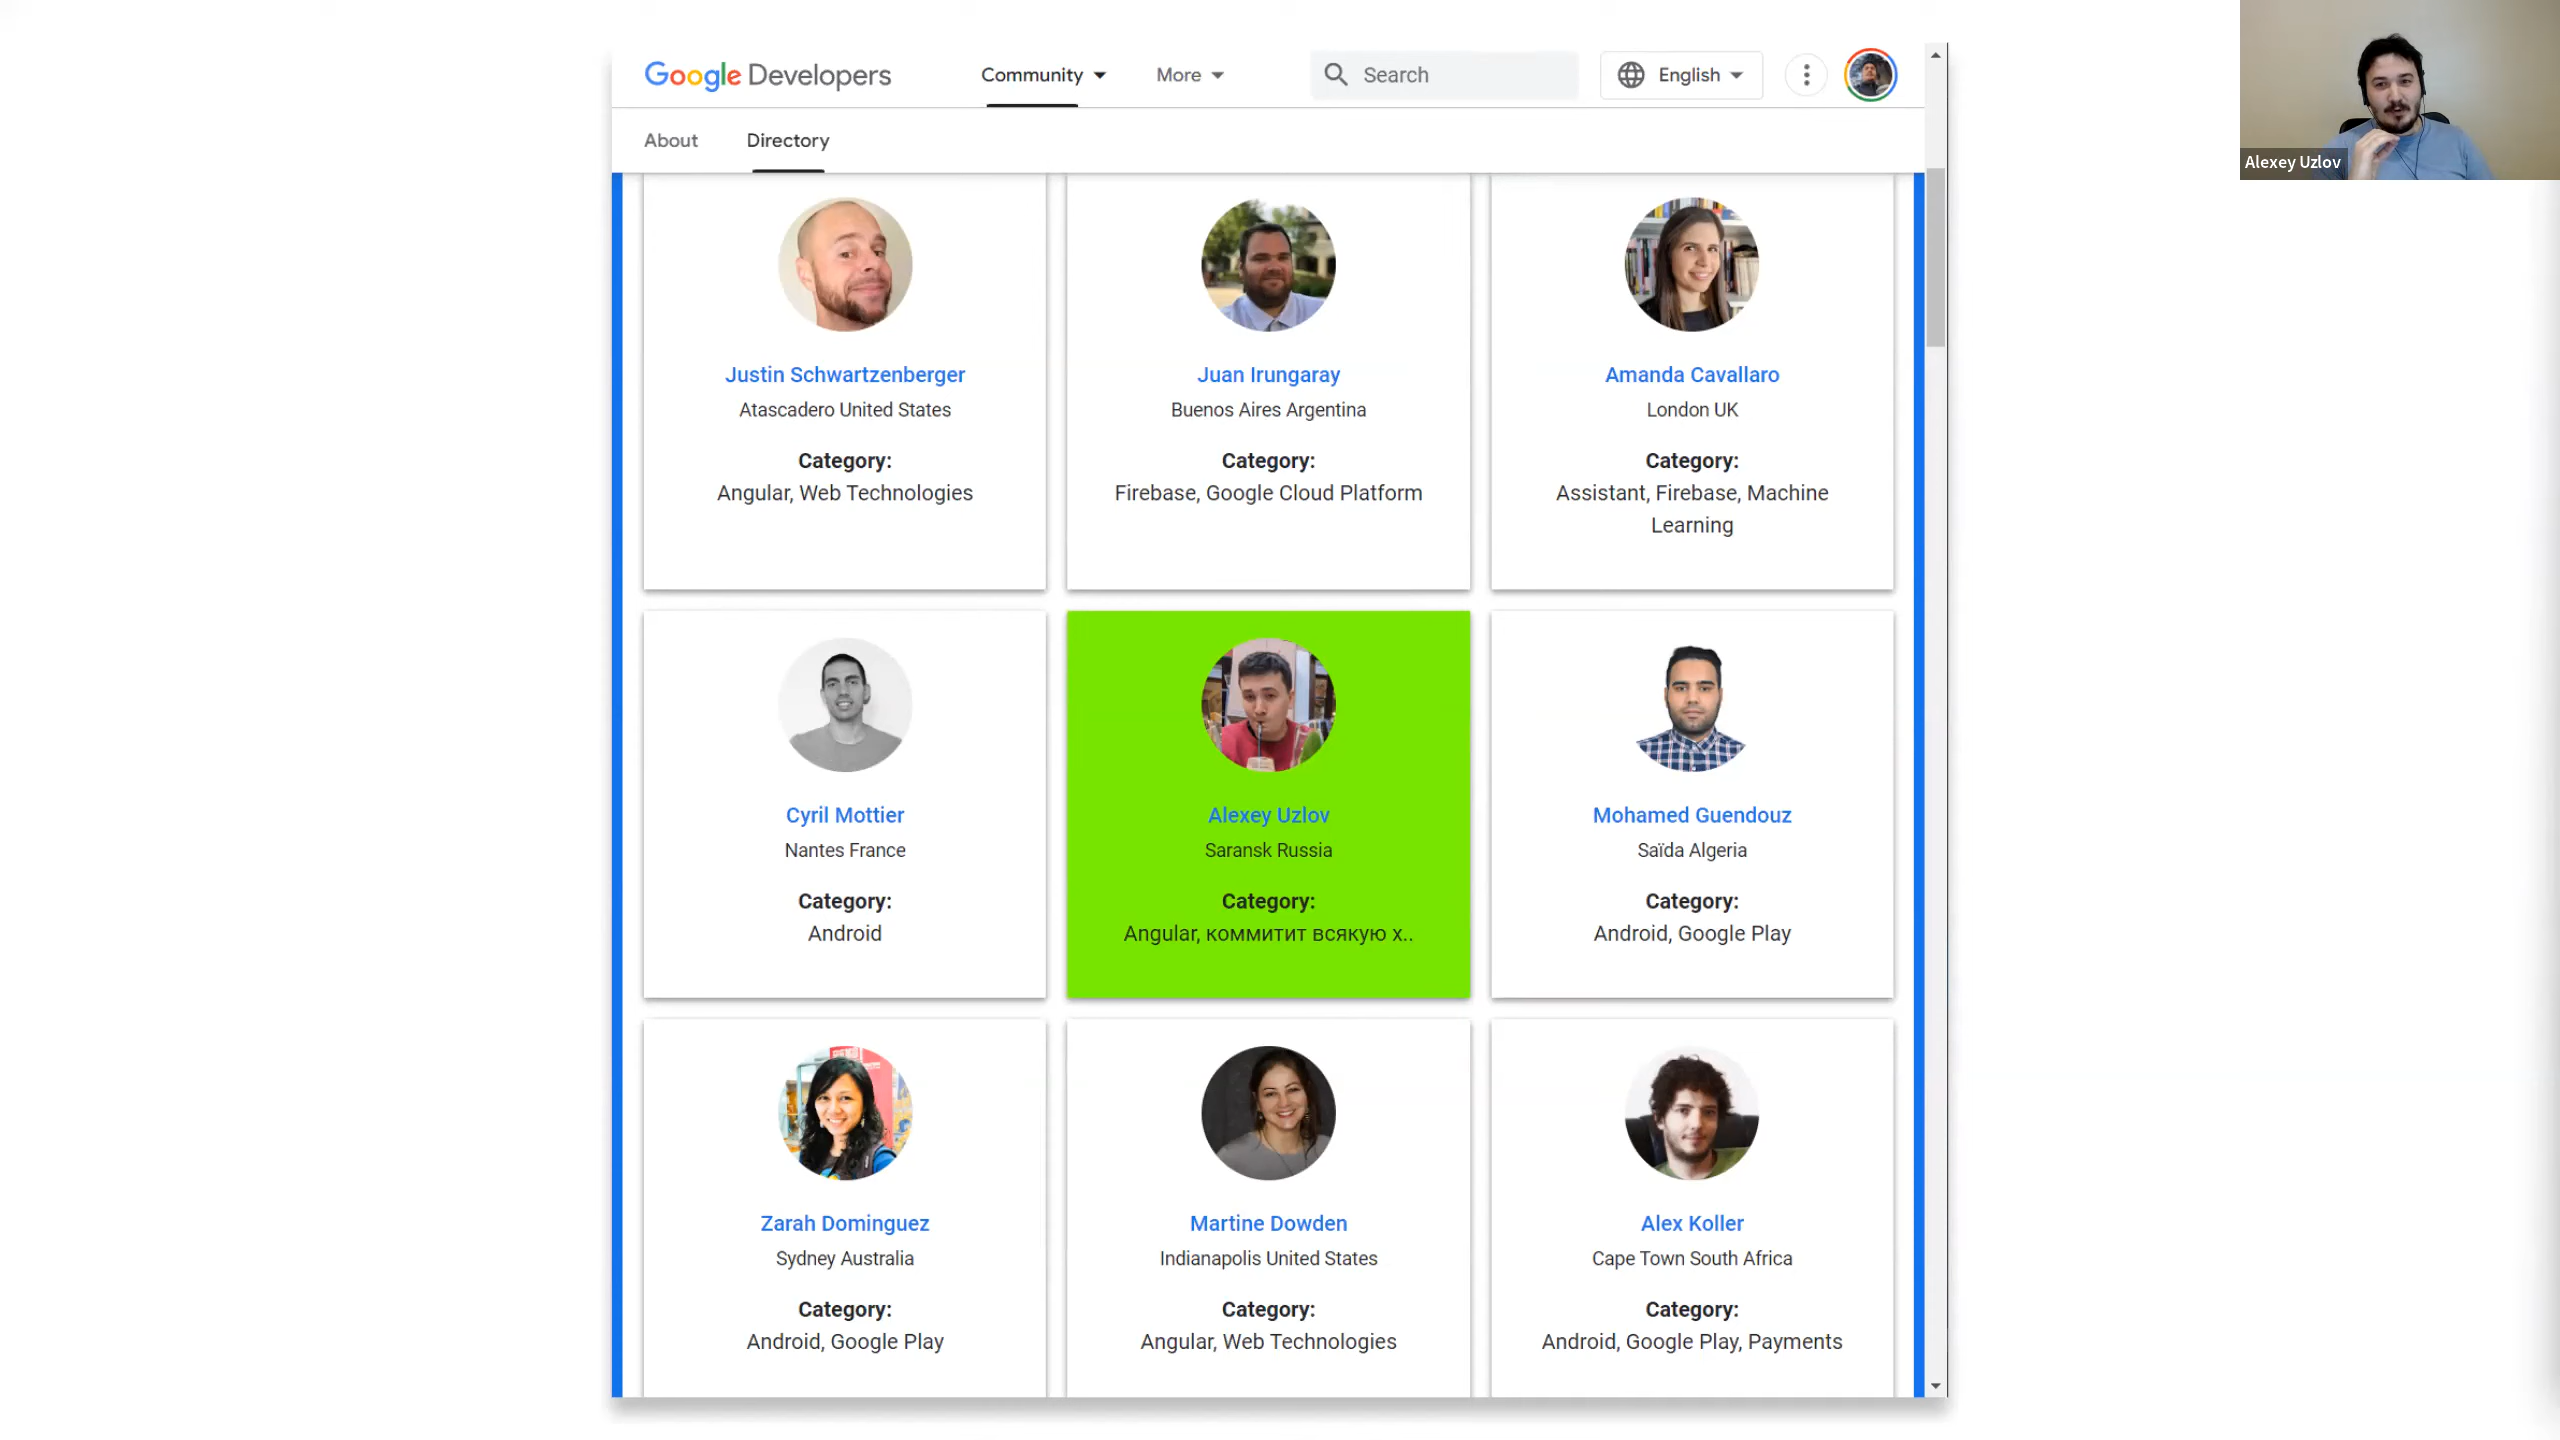 Google Developers
Community
More
Search
English
Alexey Uzlov
About
Directory
Justin Schwartzenberger
Atascadero United States
Category:
Angular, Web Technologies
Juan Irungaray
Buenos Aires Argentina
Category:
Firebase, Google Cloud Platform
Amanda Cavallaro
London UK
Category:
Assistant, Firebase, Machine
Learning
Cyril Mottier
Nantes France
Category:
Android
Alexey Uzlov
Saransk Russia
Category:
Angular, коммитит всякую х..
Mohamed Guendouz
Saïda Algeria
Category:
Android, Google Play
Zarah Dominguez
Sydney Australia
Category:
Android, Google Play
Martine Dowden
Indianapolis United States
Category:
Angular, Web Technologies
Alex Koller
Cape Town South Africa
Category:
Android, Google Play, Payments